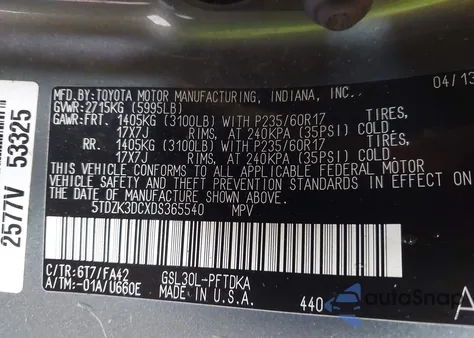 MFD.BY:TOYOTA MOTOR MANUFACTURING, INDIANA, INC. 04/13
GVWR: 2715KG (5995LB)
GAWR:FRT. 1405KG (3100LB) WITH P235/60R17 TIRES,
17X7J RIMS, AT 240KPA (35PSI) COLD.
RR. 1405KG (3100LB) WITH P235/60R17 TIRES,
17X7J RIMS, AT 240KPA (35PSI) COLD.
THIS VEHICLE CONFORMS TO ALL APPLICABLE FEDERAL MOTOR
VEHICLE SAFETY, AND THEFT PREVENTION STANDARDS IN EFFECT ON
THE DATE OF MANUFACTURE SHOWN ABOVE.
5TDZK3DCXDS365540 MPV
C/TR:6T7/FA42 GSL30L-PFTDKA
A/TM:-01A/U660E MADE IN U.S.A. 440 A
2577V 53325
autoSnap